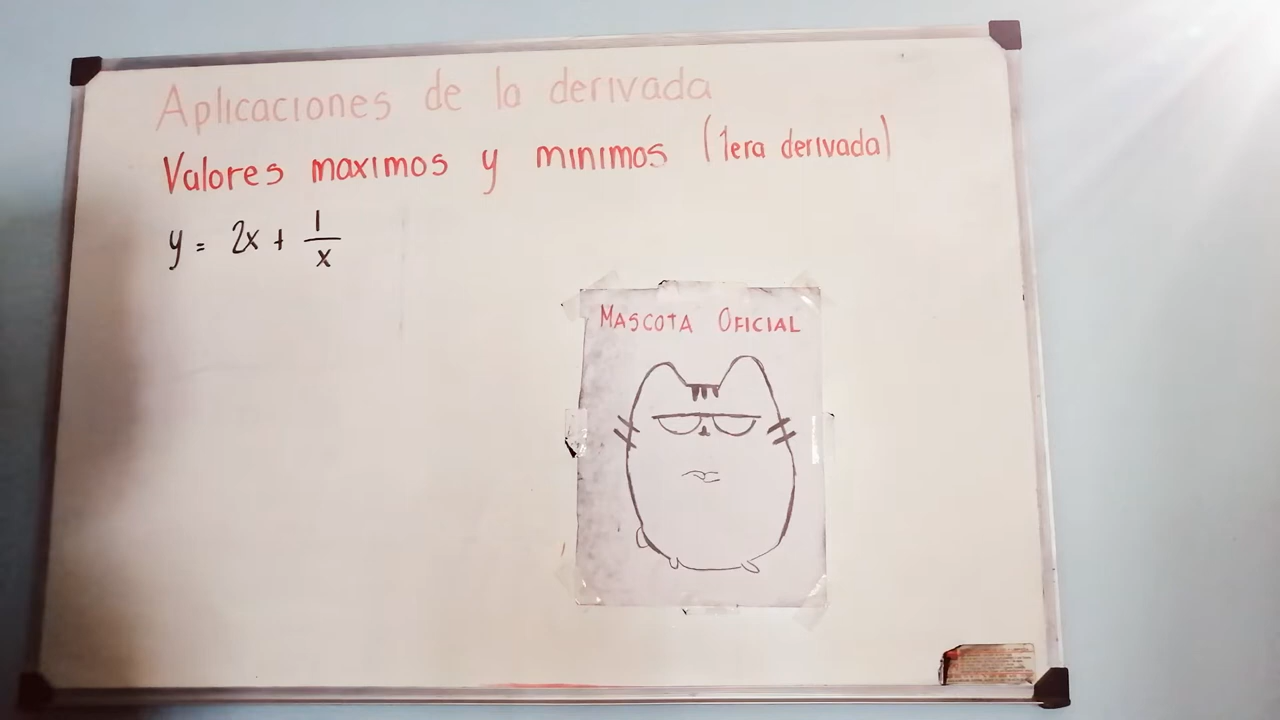 Aplicaciones de la derivada
Valores maximos y minimos (1era derivada)
y = 2x + 1/x
MASCOTA OFICIAL